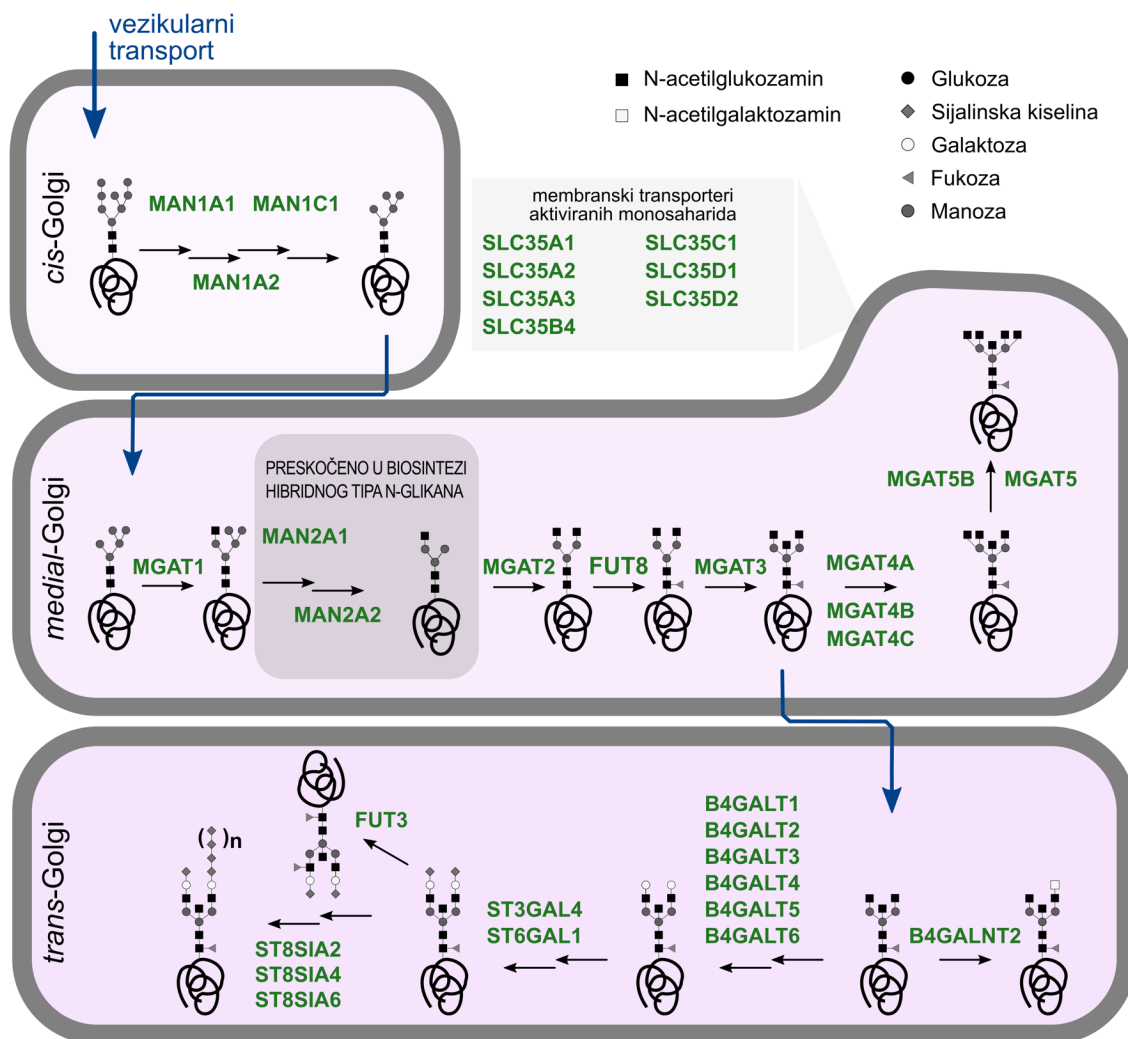 vezikularni
transport
N-acetilglukozamin
N-acetilgalaktozamin
Glukoza
Sijalinska kiselina
Galaktoza
Fukoza
Manoza
cis-Golgi
MAN1A1
MAN1C1
MAN1A2
membranski transporteri
aktiviranih monosaharida
SLC35A1
SLC35C1
SLC35A2
SLC35D1
SLC35A3
SLC35D2
SLC35B4
medial-Golgi
MGAT1
PRESKOČENO U BIOSINTEZI
HIBRIDNOG TIPA N-GLIKANA
MAN2A1
MAN2A2
MGAT2
FUT8
MGAT3
MGAT4A
MGAT4B
MGAT4C
MGAT5B
MGAT5
trans-Golgi
( )n
FUT3
ST8SIA2
ST8SIA4
ST8SIA6
ST3GAL4
ST6GAL1
B4GALT1
B4GALT2
B4GALT3
B4GALT4
B4GALT5
B4GALT6
B4GALNT2